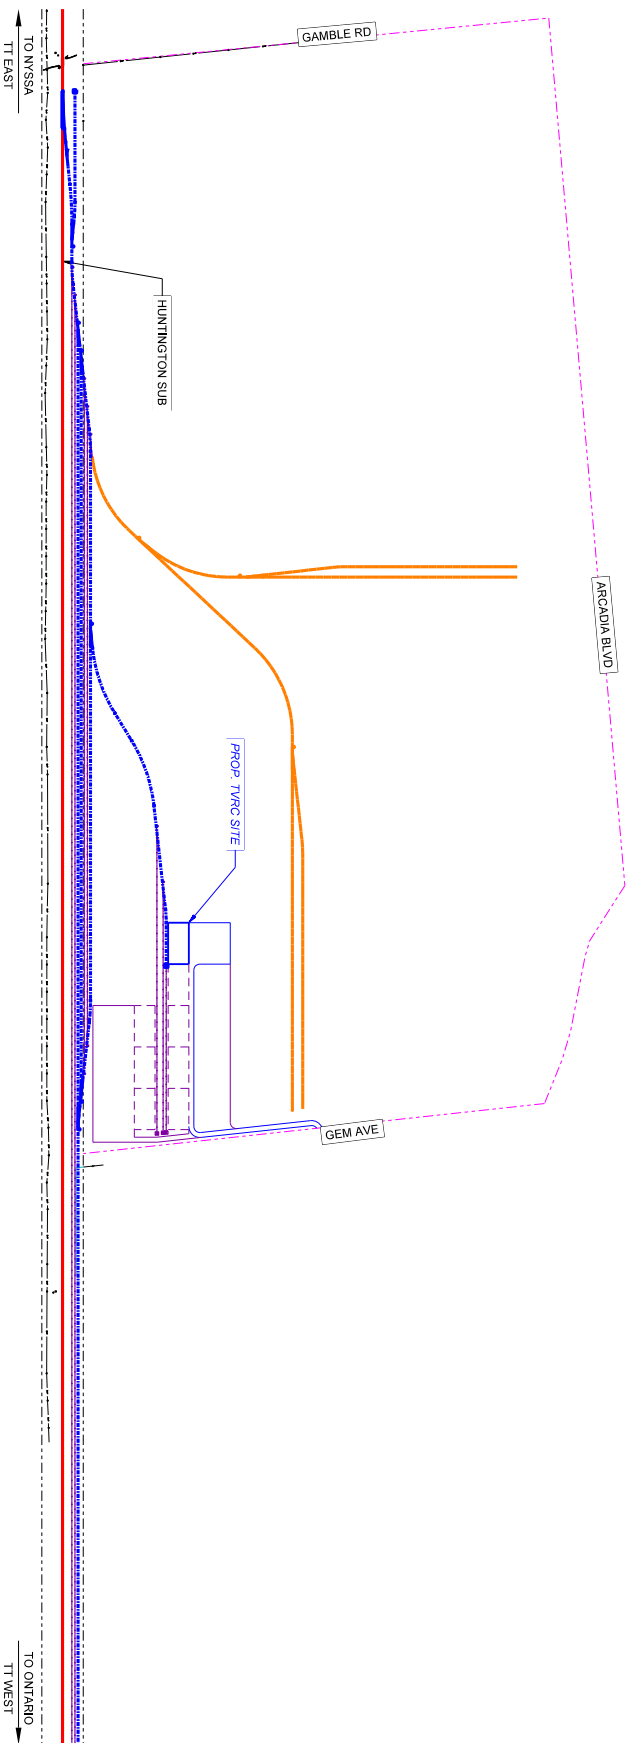 GAMBLE RD
TO NYSSA
TT EAST
HUNTINGTON SUB
ARCADIA BLVD
PROP. TVRC SITE
GEM AVE
TO ONTARIO
TT WEST